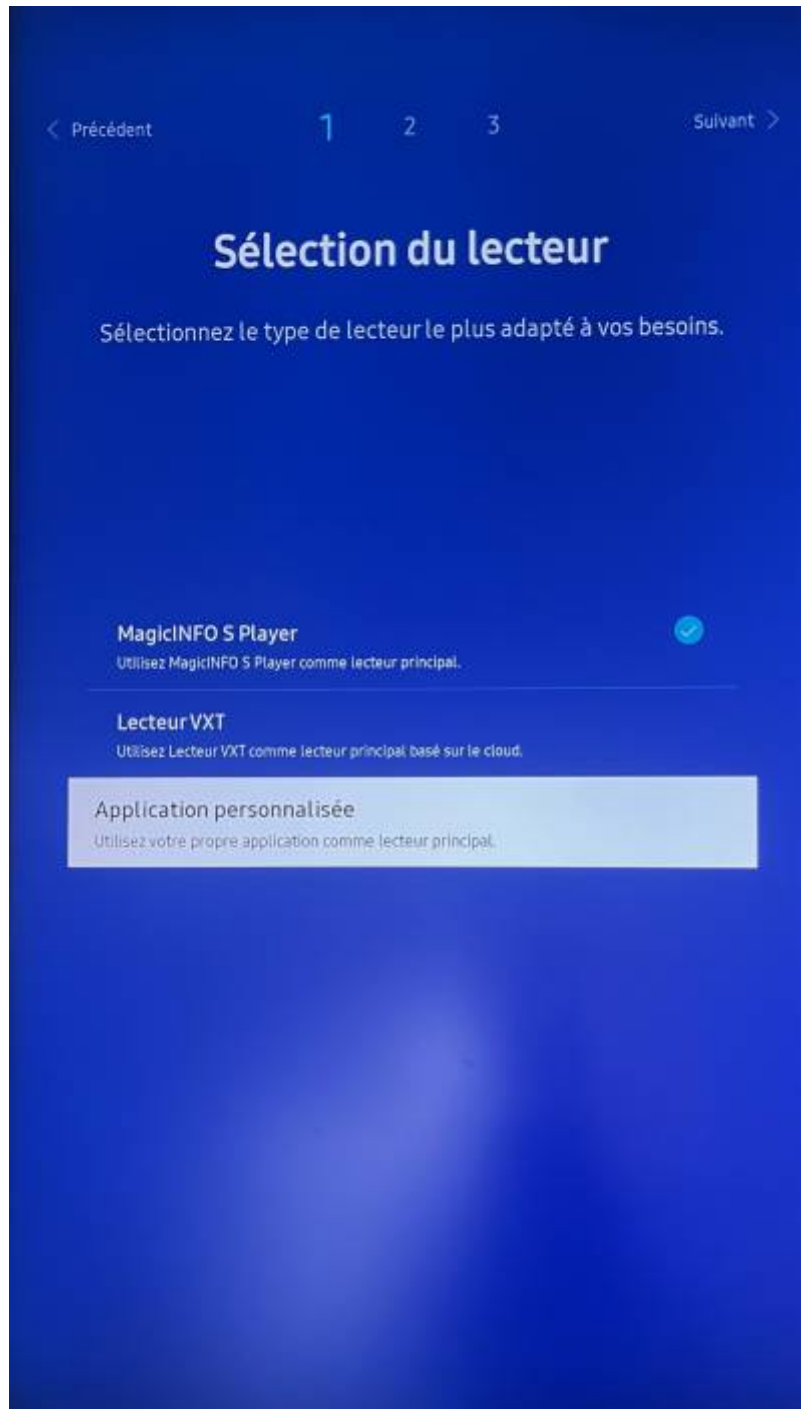 Précédent
1 2 3
Suivant
Sélection du lecteur
Sélectionnez le type de lecteur le plus adapté à vos besoins.
MagicINFO S Player
Utilisez MagicINFO S Player comme lecteur principal.
Lecteur VXT
Utilisez Lecteur VXT comme lecteur principal basé sur le cloud.
Application personnalisée
Utilisez votre propre application comme lecteur principal.